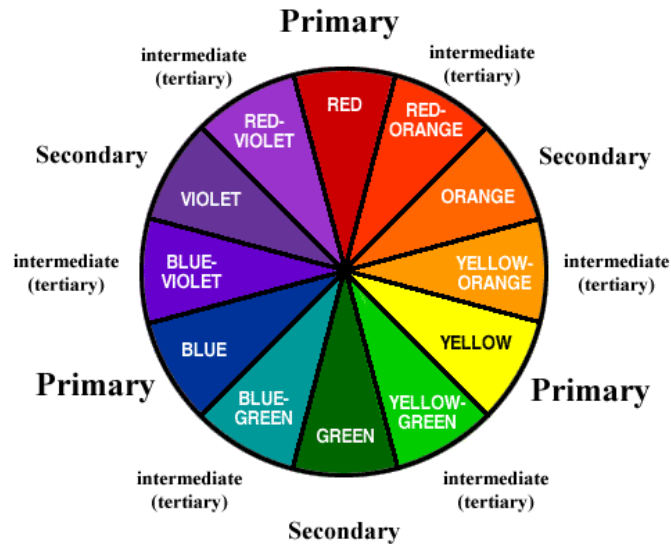 Primary
intermediate
(tertiary)
intermediate
(tertiary)
RED
RED-
VIOLET
RED-
ORANGE
Secondary
Secondary
VIOLET
ORANGE
intermediate
(tertiary)
BLUE-
VIOLET
YELLOW-
ORANGE
intermediate
(tertiary)
BLUE
YELLOW
Primary
Primary
BLUE-
GREEN
YELLOW-
GREEN
GREEN
intermediate
(tertiary)
intermediate
(tertiary)
Secondary